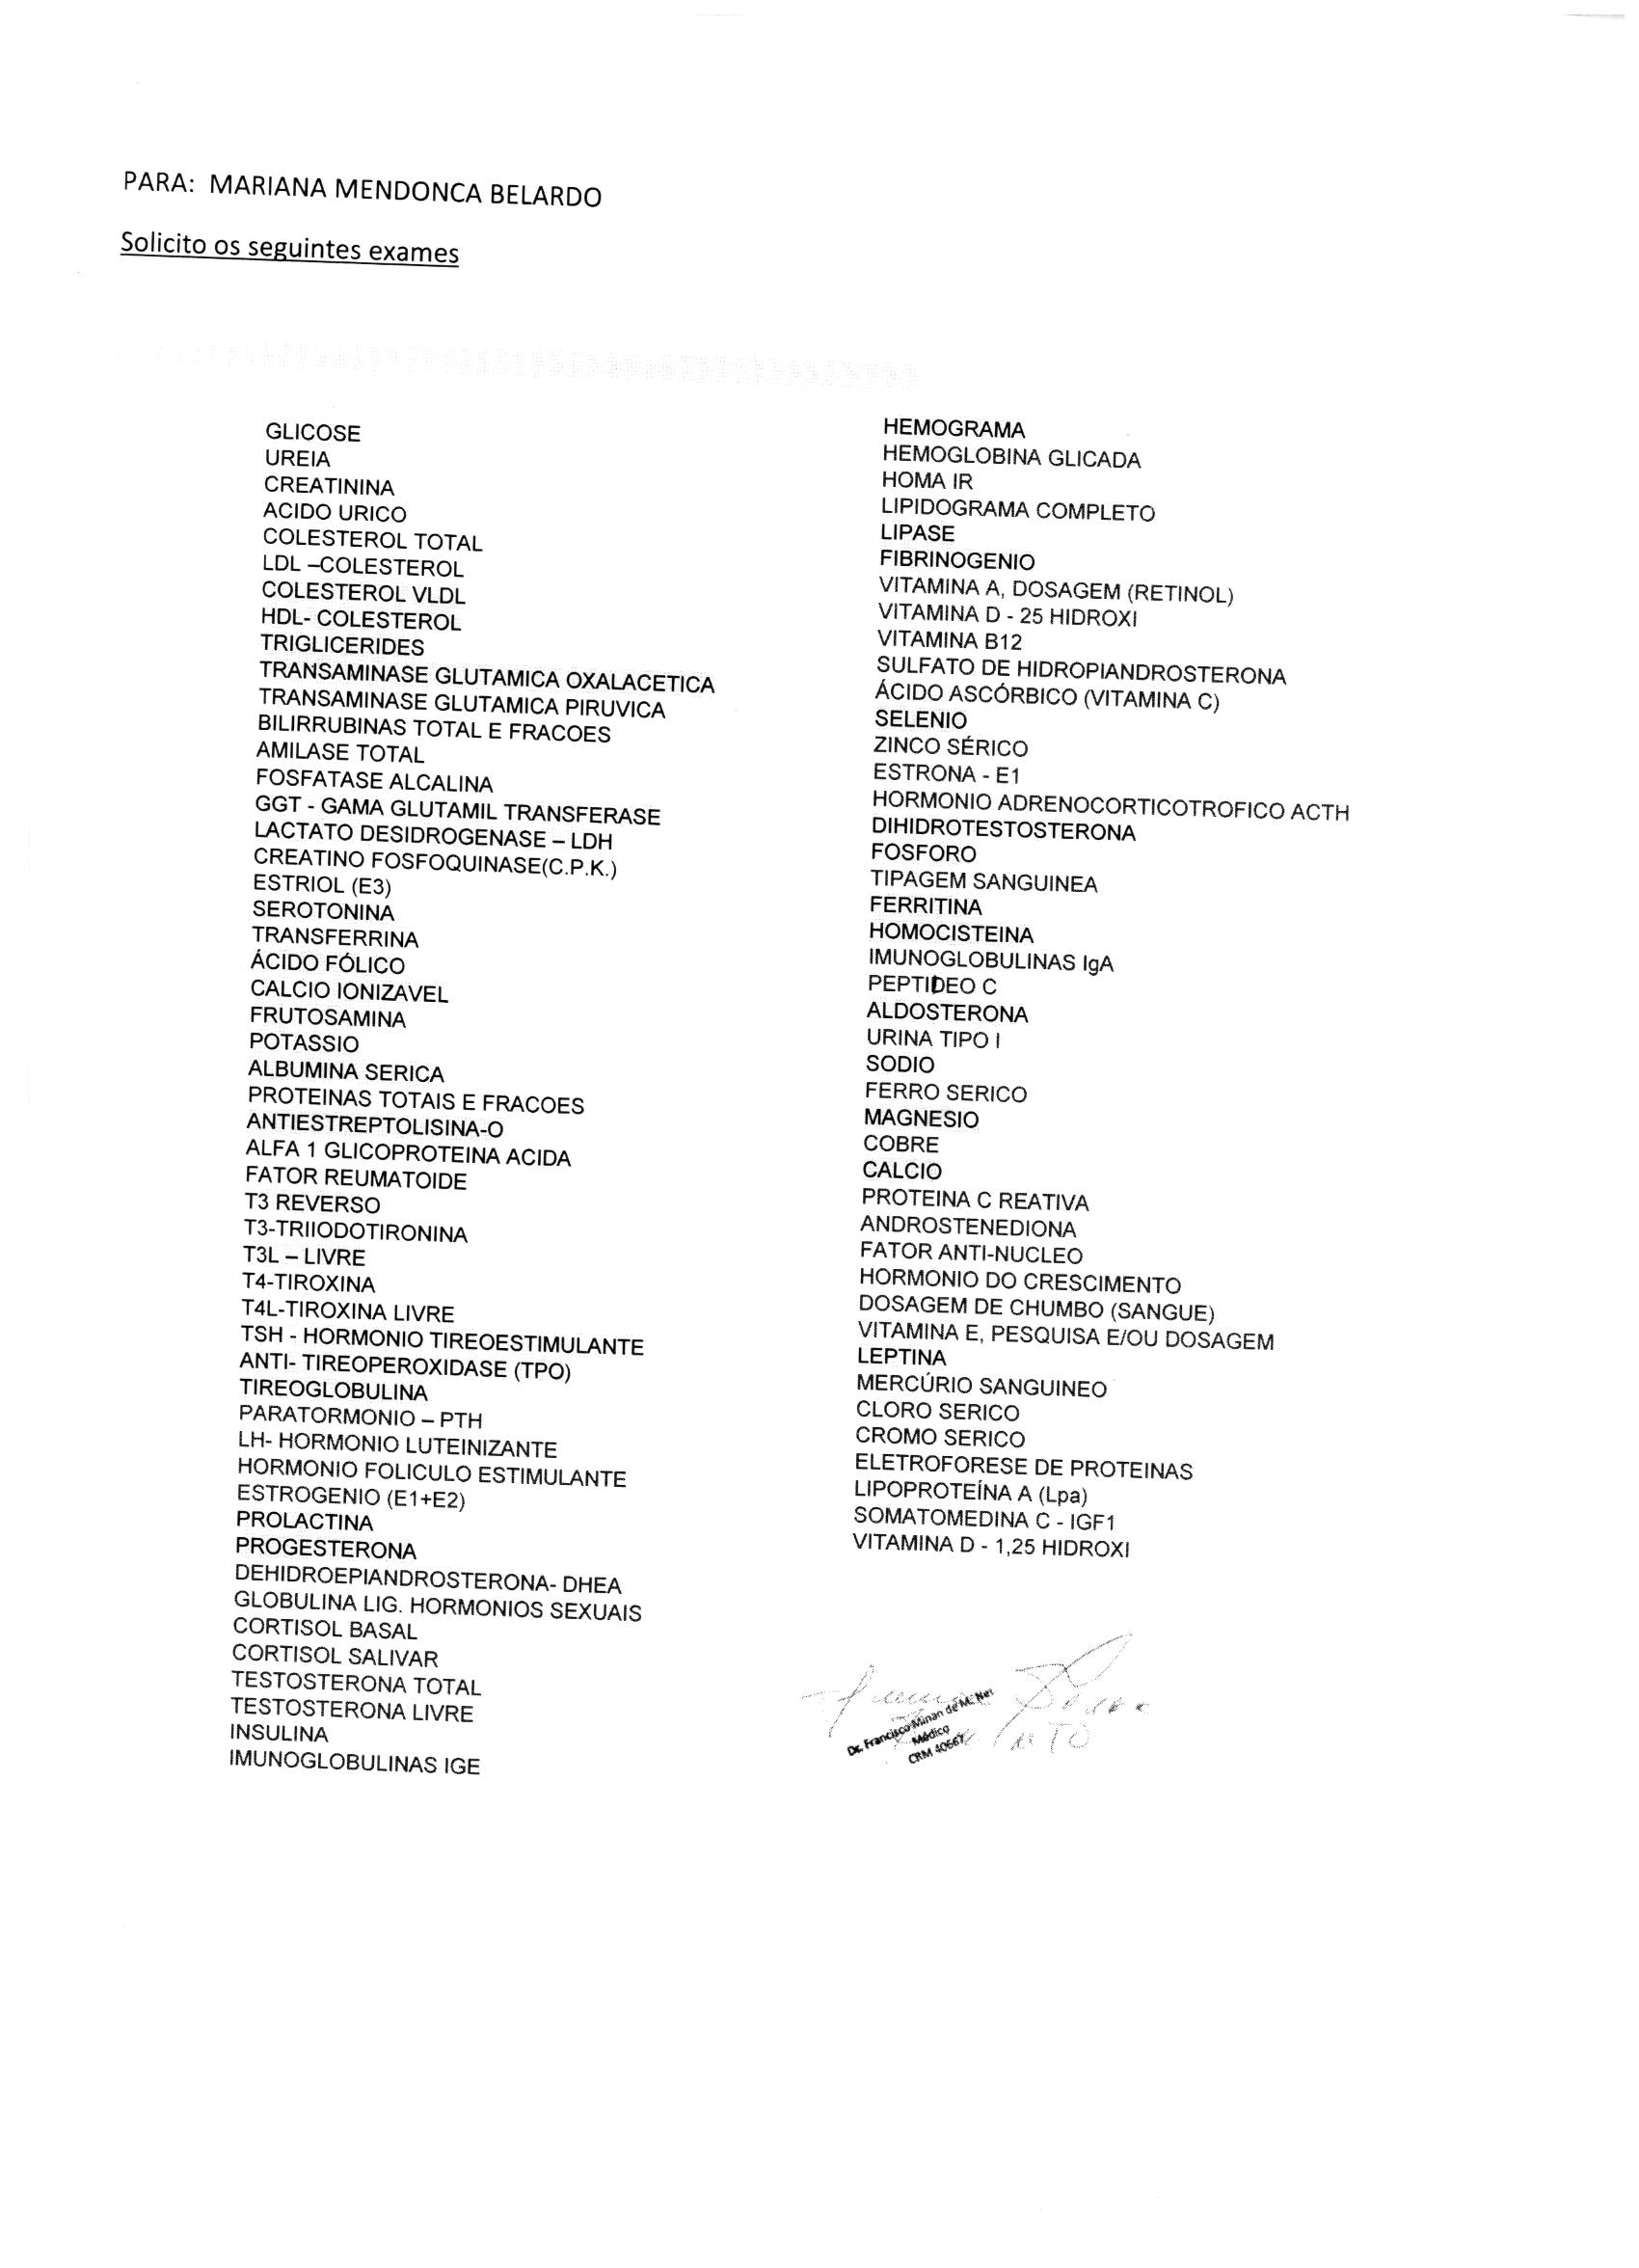 PARA: MARIANA MENDONCA BELARDO
Solicito os seguintes exames
GLICOSE
UREIA
CREATININA
ACIDO URICO
COLESTEROL TOTAL
LDL –COLESTEROL
COLESTEROL VLDL
HDL- COLESTEROL
TRIGLICERIDES
TRANSAMINASE GLUTAMICA OXALACETICA
TRANSAMINASE GLUTAMICA PIRUVICA
BILIRRUBINAS TOTAL E FRACOES
AMILASE TOTAL
FOSFATASE ALCALINA
GGT - GAMA GLUTAMIL TRANSFERASE
LACTATO DESIDROGENASE – LDH
CREATINO FOSFOQUINASE(C.P.K.)
ESTRIOL (E3)
SEROTONINA
TRANSFERRINA
ÁCIDO FÓLICO
CALCIO IONIZAVEL
FRUTOSAMINA
POTASSIO
ALBUMINA SERICA
PROTEINAS TOTAIS E FRACOES
ANTIESTREPTOLISINA-O
ALFA 1 GLICOPROTEINA ACIDA
FATOR REUMATOIDE
T3 REVERSO
T3-TRIIODOTIRONINA
T3L – LIVRE
T4-TIROXINA
T4L-TIROXINA LIVRE
TSH - HORMONIO TIREOESTIMULANTE
ANTI- TIREOPEROXIDASE (TPO)
TIREOGLOBULINA
PARATORMONIO – PTH
LH- HORMONIO LUTEINIZANTE
HORMONIO FOLICULO ESTIMULANTE
ESTROGENIO (E1+E2)
PROLACTINA
PROGESTERONA
DEHIDROEPIANDROSTERONA- DHEA
GLOBULINA LIG. HORMONIOS SEXUAIS
CORTISOL BASAL
CORTISOL SALIVAR
TESTOSTERONA TOTAL
TESTOSTERONA LIVRE
INSULINA
IMUNOGLOBULINAS IGE
HEMOGRAMA
HEMOGLOBINA GLICADA
HOMA IR
LIPIDOGRAMA COMPLETO
LIPASE
FIBRINOGENIO
VITAMINA A, DOSAGEM (RETINOL)
VITAMINA D - 25 HIDROXI
VITAMINA B12
SULFATO DE HIDROPIANDROSTERONA
ÁCIDO ASCÓRBICO (VITAMINA C)
SELENIO
ZINCO SÉRICO
ESTRONA - E1
HORMONIO ADRENOCORTICOTROFICO ACTH
DIHIDROTESTOSTERONA
FOSFORO
TIPAGEM SANGUINEA
FERRITINA
HOMOCISTEINA
IMUNOGLOBULINAS IgA
PEPTIDEO C
ALDOSTERONA
URINA TIPO I
SODIO
FERRO SERICO
MAGNESIO
COBRE
CALCIO
PROTEINA C REATIVA
ANDROSTENEDIONA
FATOR ANTI-NUCLEO
HORMONIO DO CRESCIMENTO
DOSAGEM DE CHUMBO (SANGUE)
VITAMINA E, PESQUISA E/OU DOSAGEM
LEPTINA
MERCÚRIO SANGUINEO
CLORO SERICO
CROMO SERICO
ELETROFORESE DE PROTEINAS
LIPOPROTEÍNA A (Lpa)
SOMATOMEDINA C - IGF1
VITAMINA D - 1,25 HIDROXI
Dr. Francisco Minan de M. Net
Médico
CRM 40667